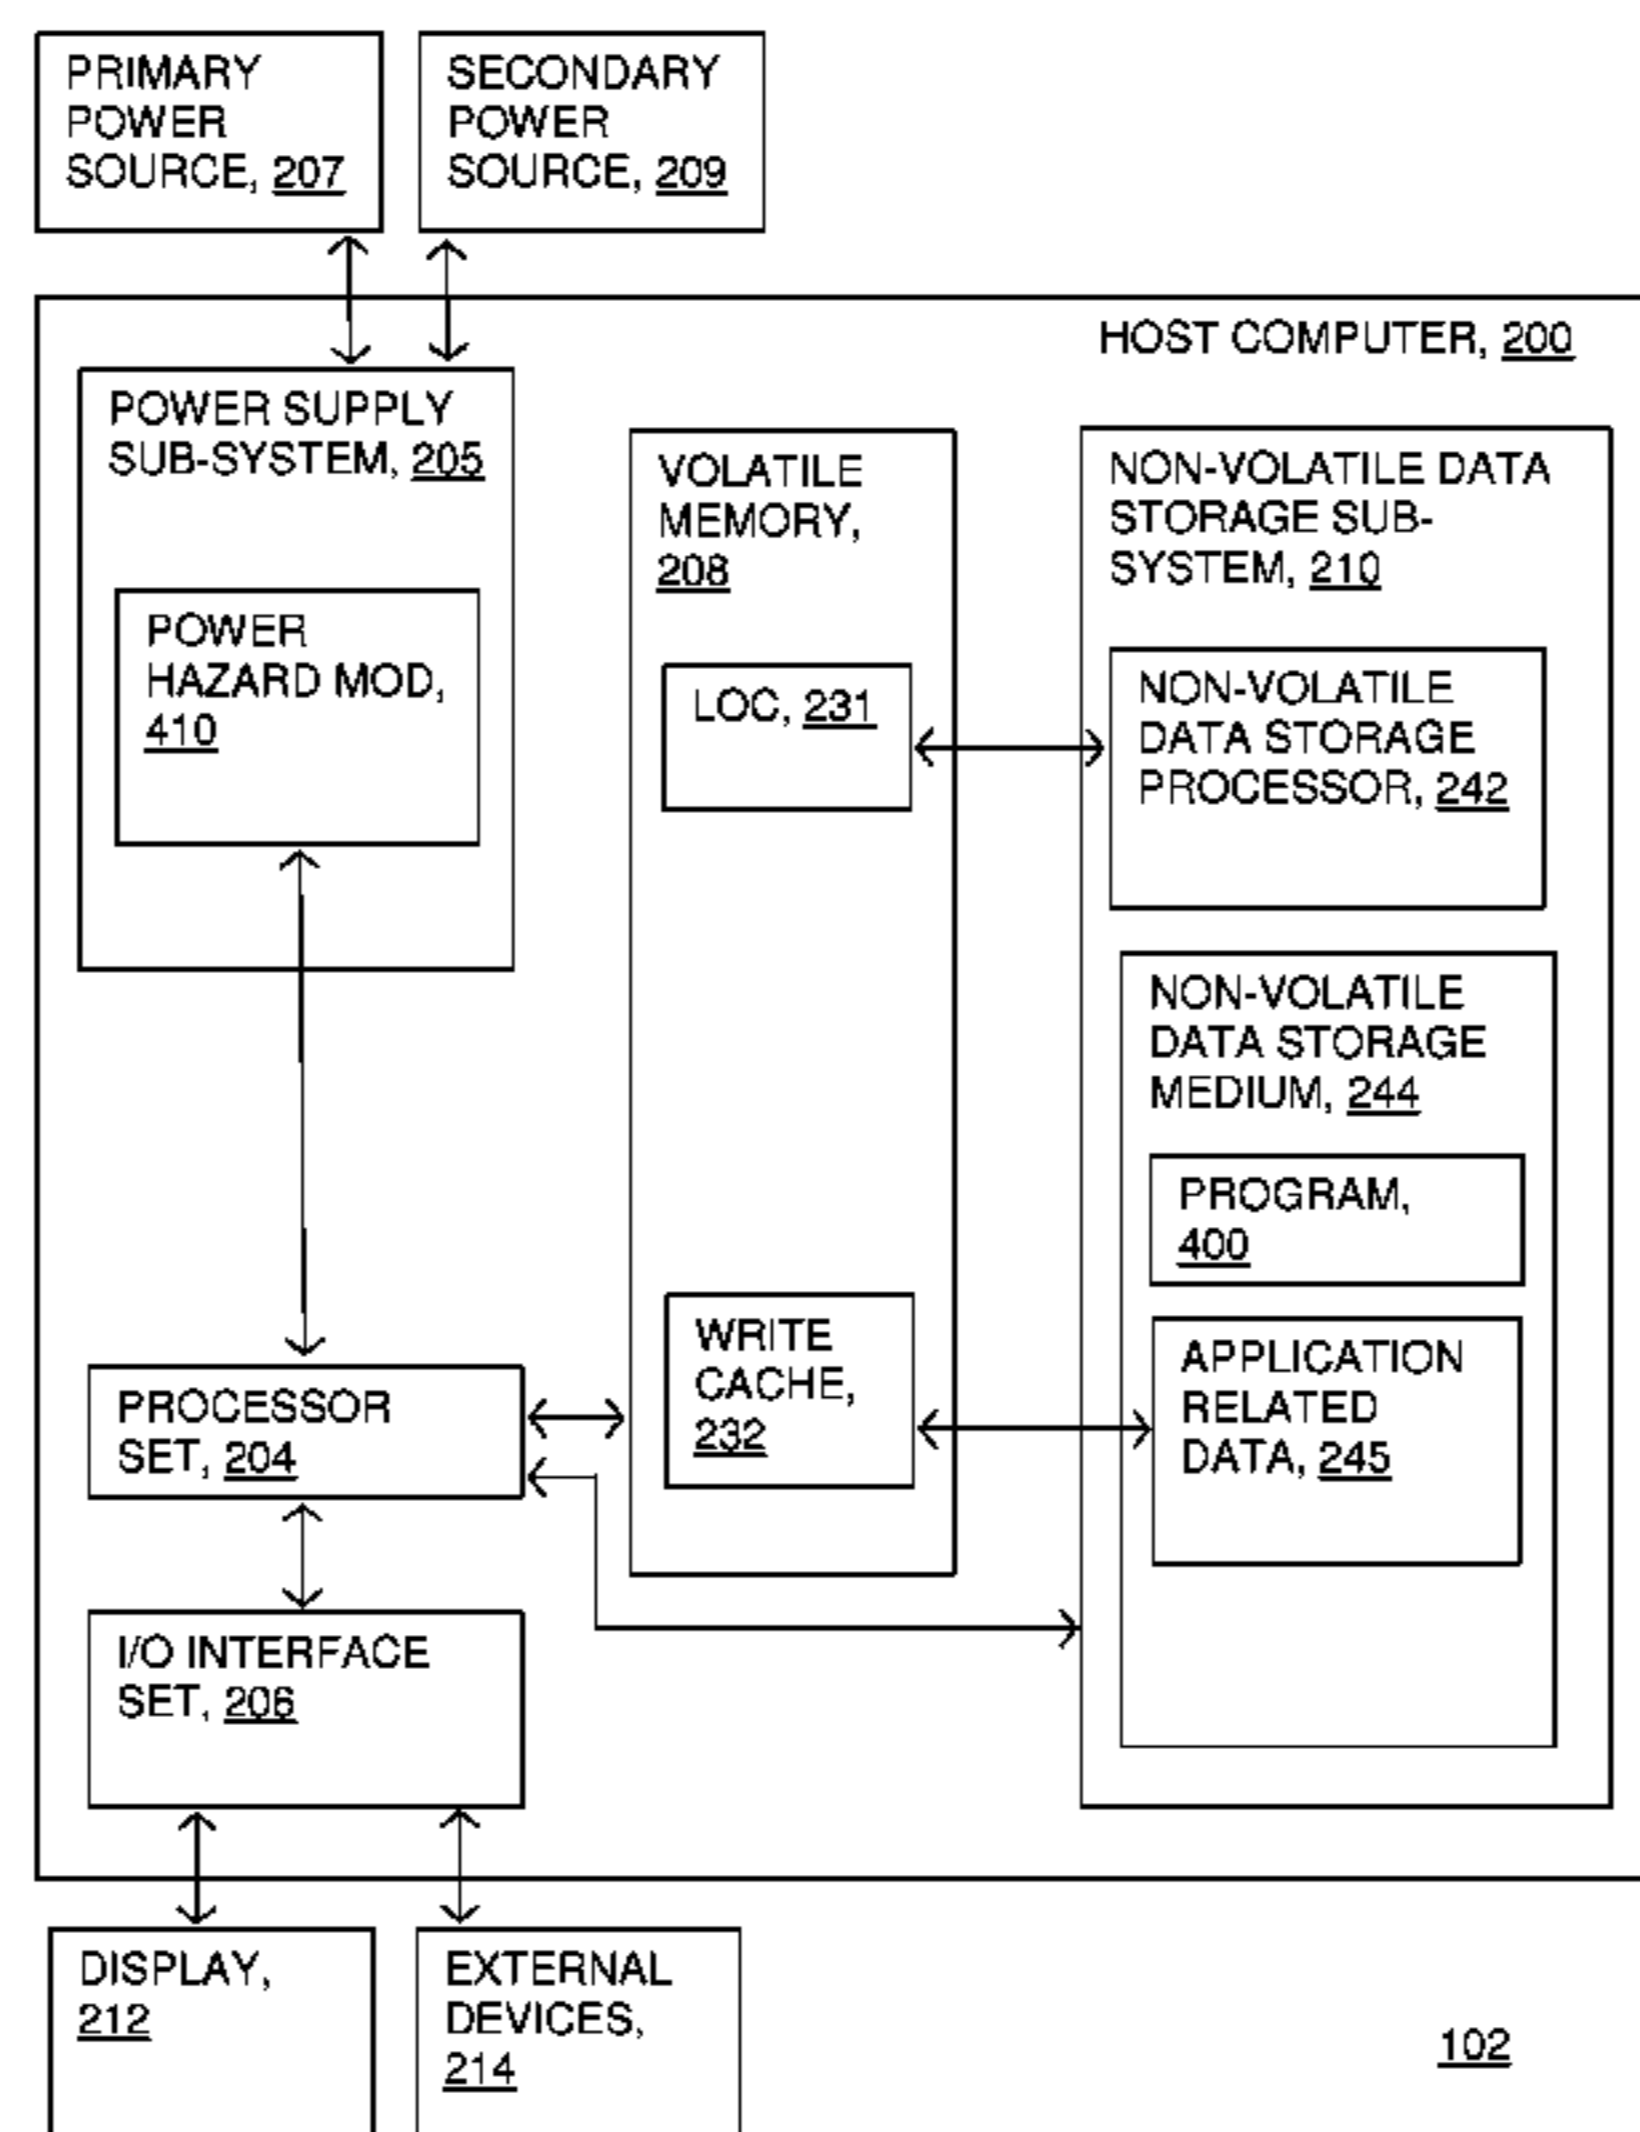 PRIMARY
POWER
SOURCE, 207
SECONDARY
POWER
SOURCE, 209
HOST COMPUTER, 200
POWER SUPPLY
SUB-SYSTEM, 205
POWER
HAZARD MOD,
410
VOLATILE
MEMORY,
208
LOC, 231
NON-VOLATILE DATA
STORAGE SUB-
SYSTEM, 210
NON-VOLATILE
DATA STORAGE
PROCESSOR, 242
NON-VOLATILE
DATA STORAGE
MEDIUM, 244
PROGRAM,
400
WRITE
CACHE,
232
APPLICATION
RELATED
DATA, 245
PROCESSOR
SET, 204
I/O INTERFACE
SET, 206
DISPLAY,
212
EXTERNAL
DEVICES,
214
102